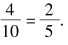 4/10 = 2/5.